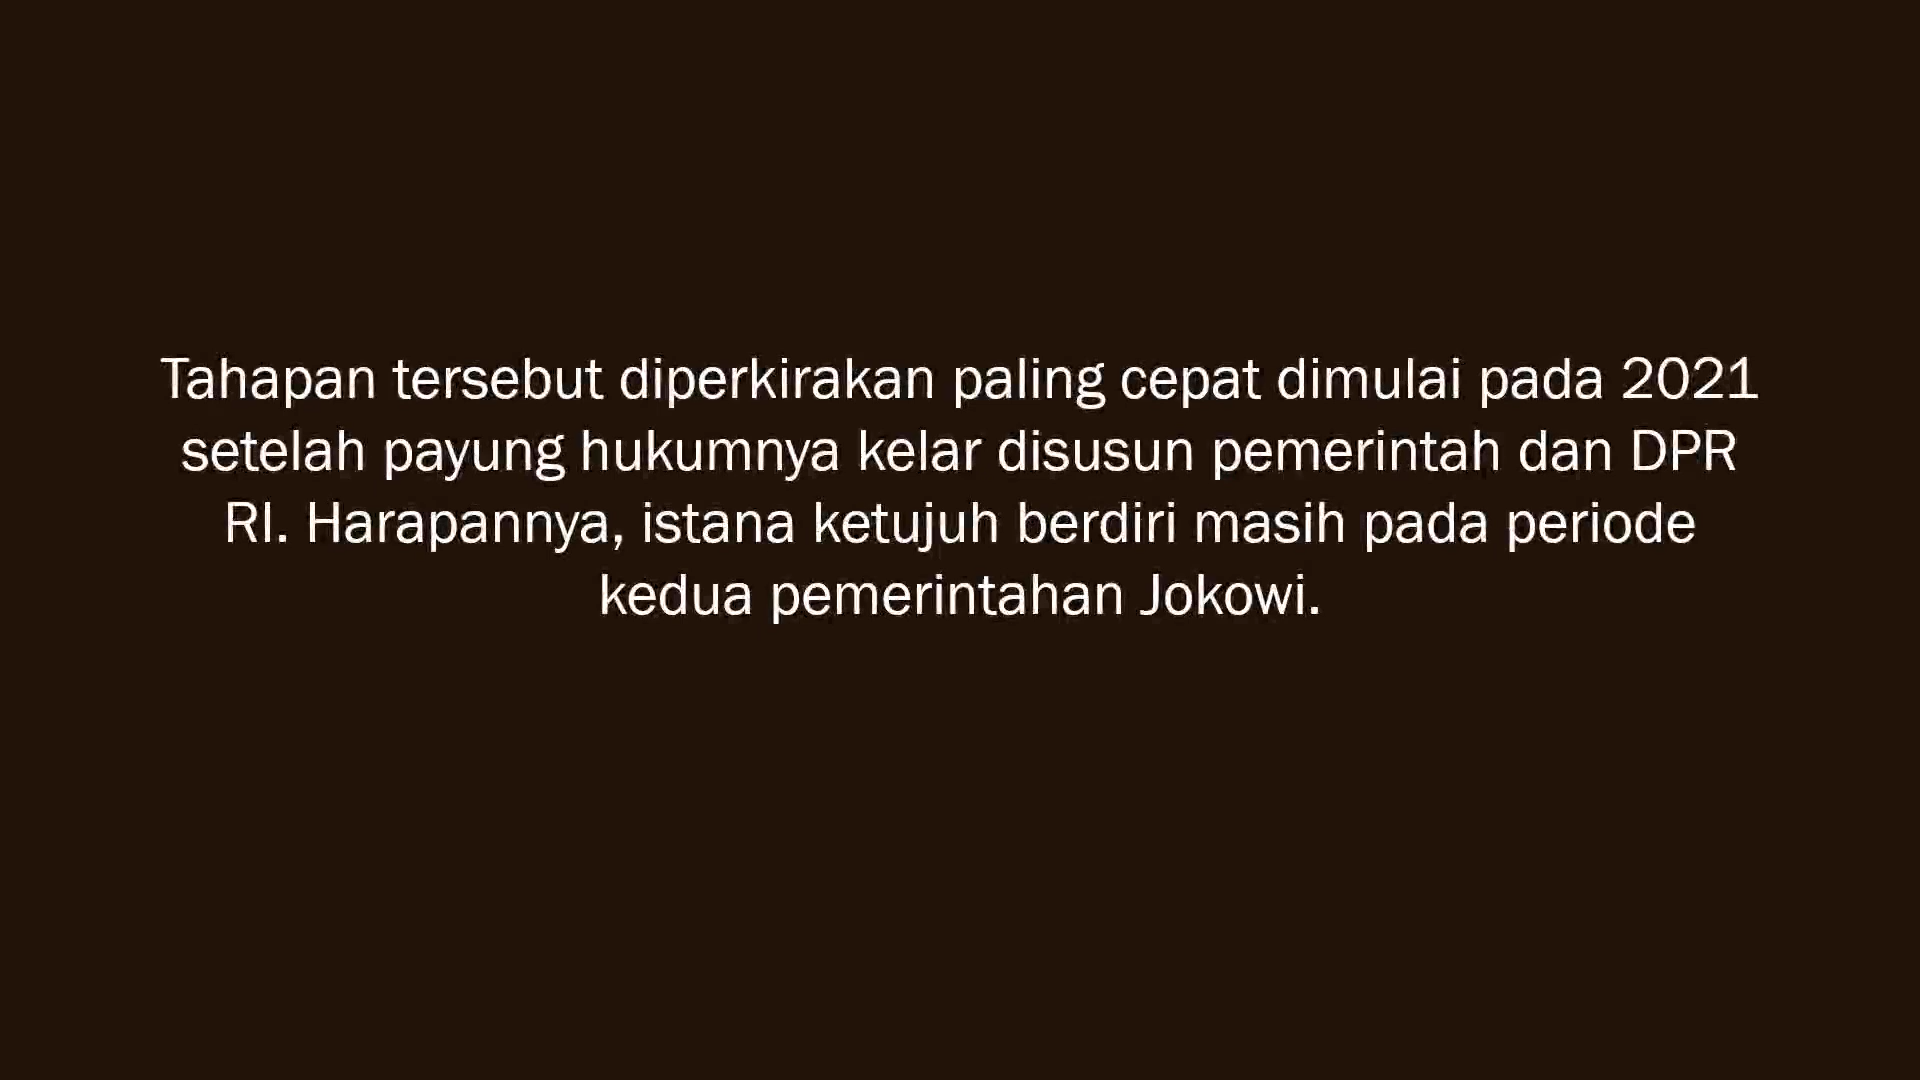 Tahapan tersebut diperkirakan paling cepat dimulai pada 2021
setelah payung hukumnya kelar disusun pemerintah dan DPR
RI. Harapannya, istana ketujuh berdiri masih pada periode
kedua pemerintahan Jokowi.